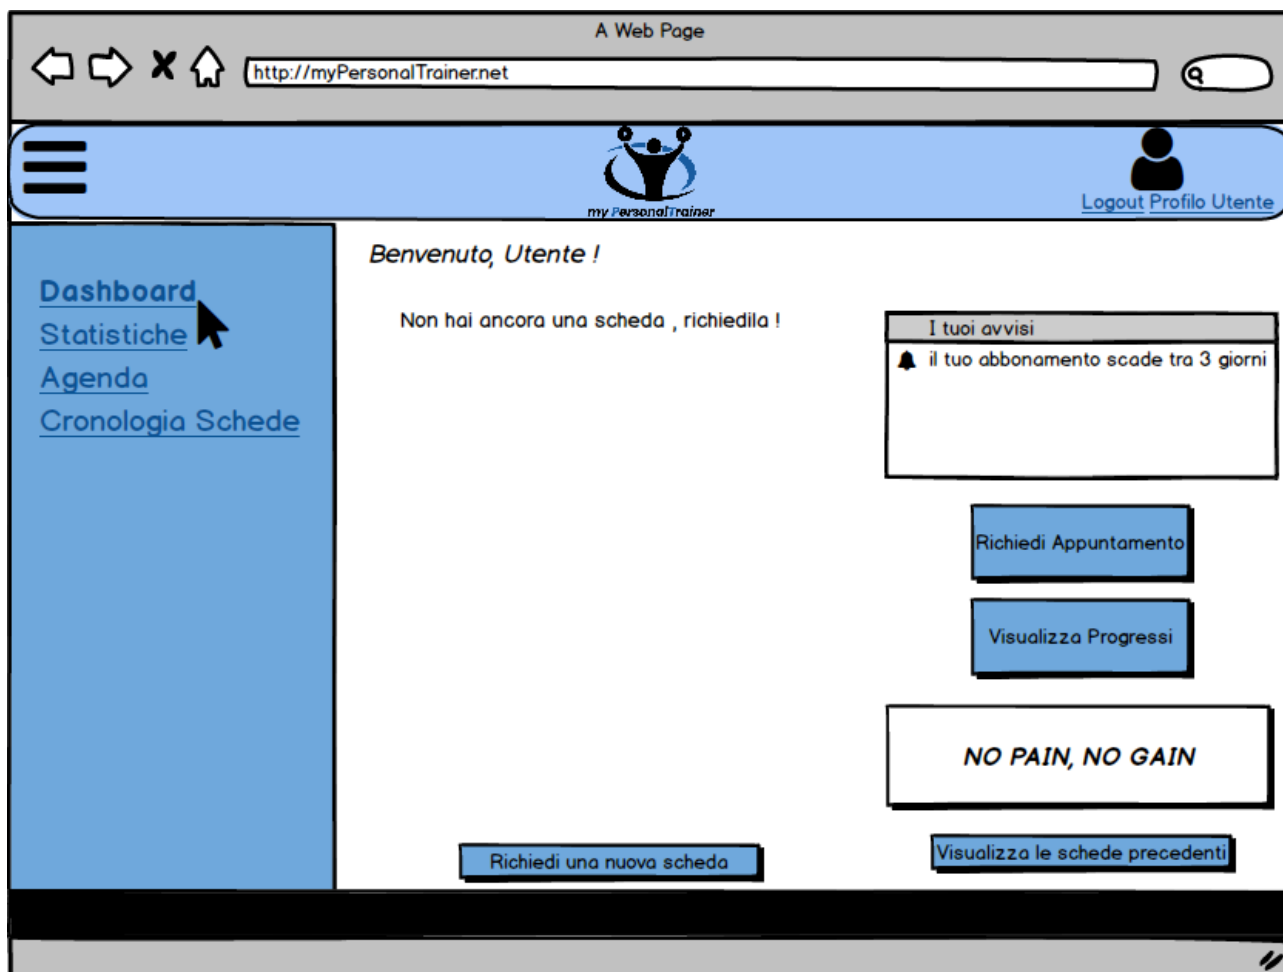 A Web Page
http://myPersonalTrainer.net
my PersonalTrainer
Logout Profilo Utente
Dashboard
Statistiche
Agenda
Cronologia Schede
Benvenuto, Utente !
Non hai ancora una scheda , richiedila !
I tuoi avvisi
il tuo abbonamento scade tra 3 giorni
Richiedi Appuntamento
Visualizza Progressi
NO PAIN, NO GAIN
Richiedi una nuova scheda
Visualizza le schede precedenti